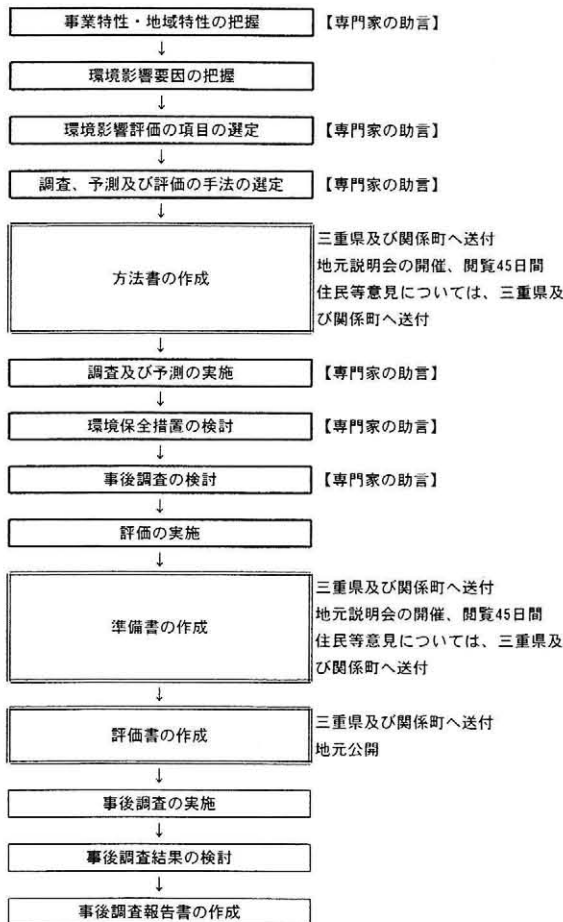 事業特性・地域特性の把握 【専門家の助言】
↓
環境影響要因の把握
↓
環境影響評価の項目の選定 【専門家の助言】
↓
調査、予測及び評価の手法の選定 【専門家の助言】
↓
方法書の作成
三重県及び関係町へ送付
地元説明会の開催、閲覧45日間
住民等意見については、三重県及
び関係町へ送付
↓
調査及び予測の実施 【専門家の助言】
↓
環境保全措置の検討 【専門家の助言】
↓
事後調査の検討 【専門家の助言】
↓
評価の実施
↓
準備書の作成
三重県及び関係町へ送付
地元説明会の開催、閲覧45日間
住民等意見については、三重県及
び関係町へ送付
↓
評価書の作成
三重県及び関係町へ送付
地元公開
↓
事後調査の実施
↓
事後調査結果の検討
↓
事後調査報告書の作成